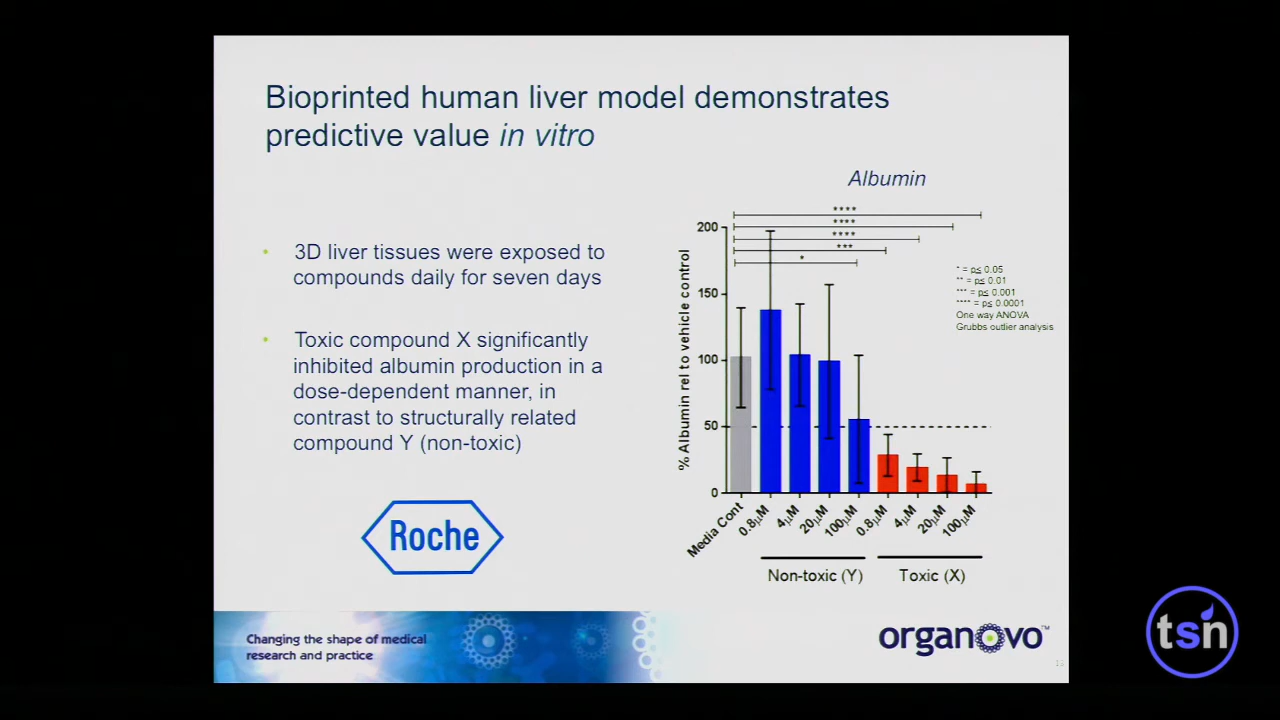 Bioprinted human liver model demonstrates
predictive value in vitro
Albumin
• 3D liver tissues were exposed to
compounds daily for seven days
• Toxic compound X significantly
inhibited albumin production in a
dose-dependent manner, in
contrast to structurally related
compound Y (non-toxic)
Roche
****
****
****
***
*
* = p≤ 0.05
** = p≤ 0.01
*** = p≤ 0.001
**** = p≤ 0.0001
One way ANOVA
Grubbs outlier analysis
% Albumin rel to vehicle control
200
150
100
50
0
Media Cont
0.8µM
4µM
20µM
100µM
0.8µM
4µM
20µM
100µM
Non-toxic (Y)
Toxic (X)
Changing the shape of medical
research and practice
organovo™
tsn